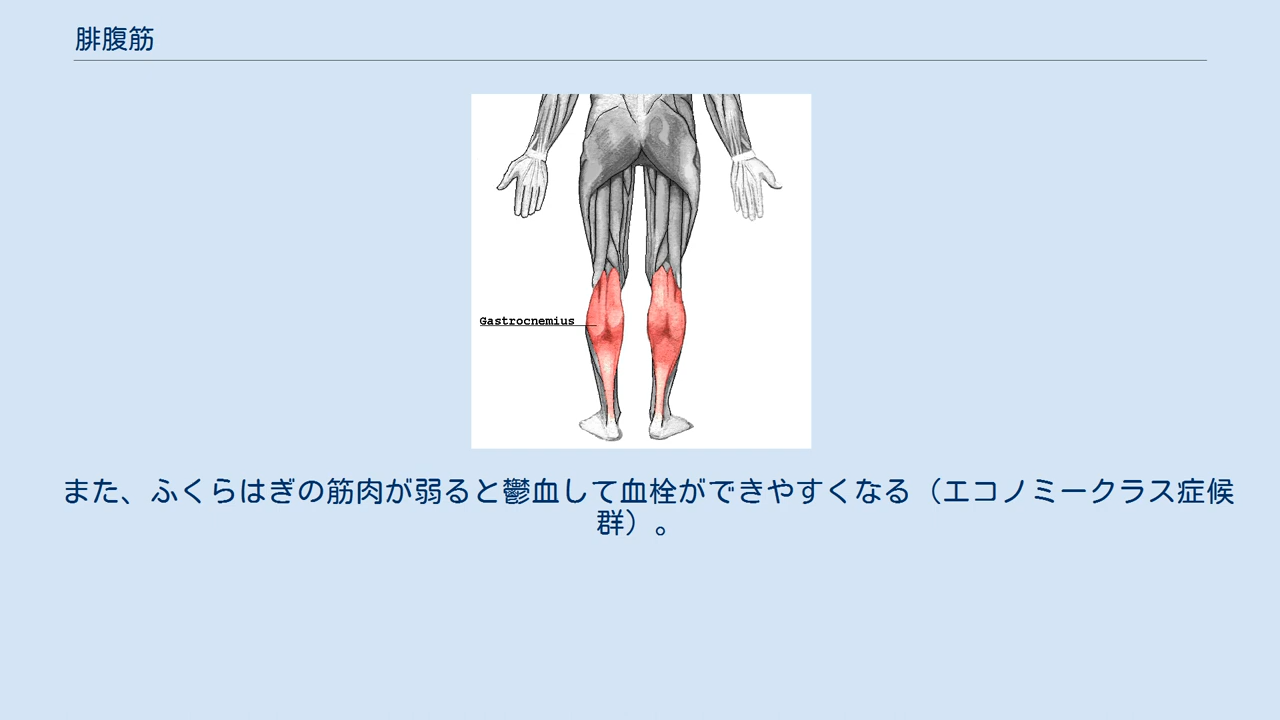 腓腹筋
Gastrocnemius
また、ふくらはぎの筋肉が弱ると鬱血して血栓ができやすくなる（エコノミークラス症候
群）。